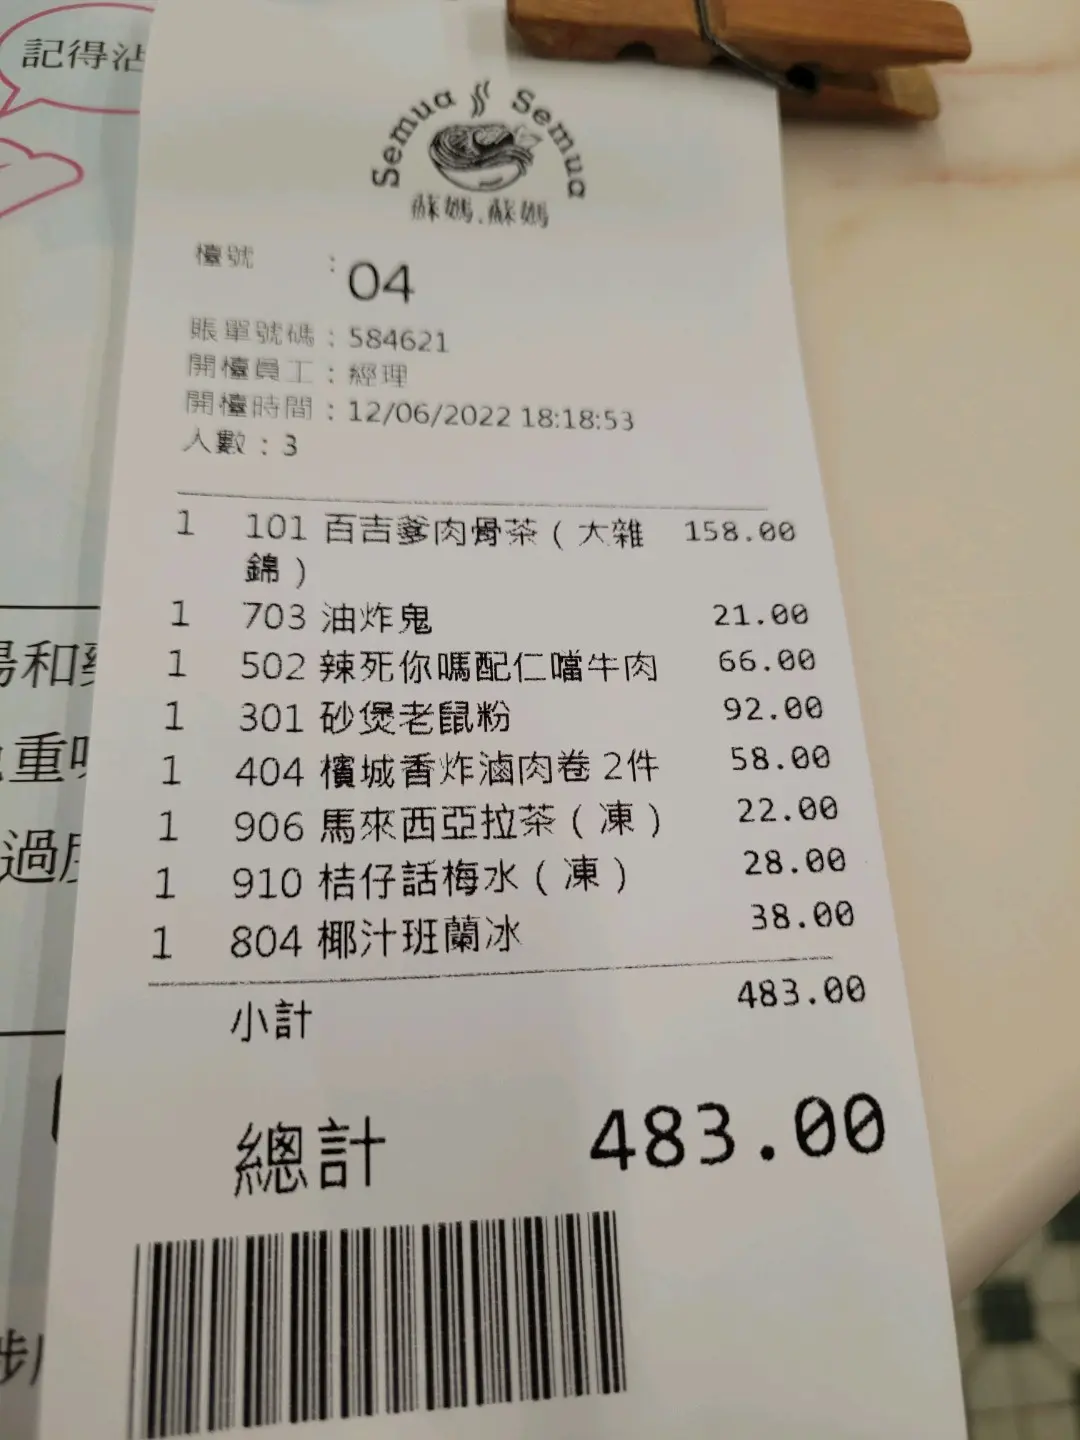 記得沾
Semua Semua
蘇媽.蘇媽
檯號 : 04
賬單號碼 : 584621
開檯員工 : 經理
開檯時間 : 12/06/2022 18:18:53
人數 : 3
1 101 百吉爹肉骨茶 ( 大雜 158.00
錦 )
1 703 油炸鬼 21.00
1 502 辣死你嗎配仁噹牛肉 66.00
1 301 砂煲老鼠粉 92.00
1 404 檳城香炸滷肉卷 2件 58.00
1 906 馬來西亞拉茶 ( 凍 ) 22.00
1 910 桔仔話梅水 ( 凍 ) 28.00
1 804 椰汁班蘭冰 38.00
小計 483.00
總計 483.00
和
重
過